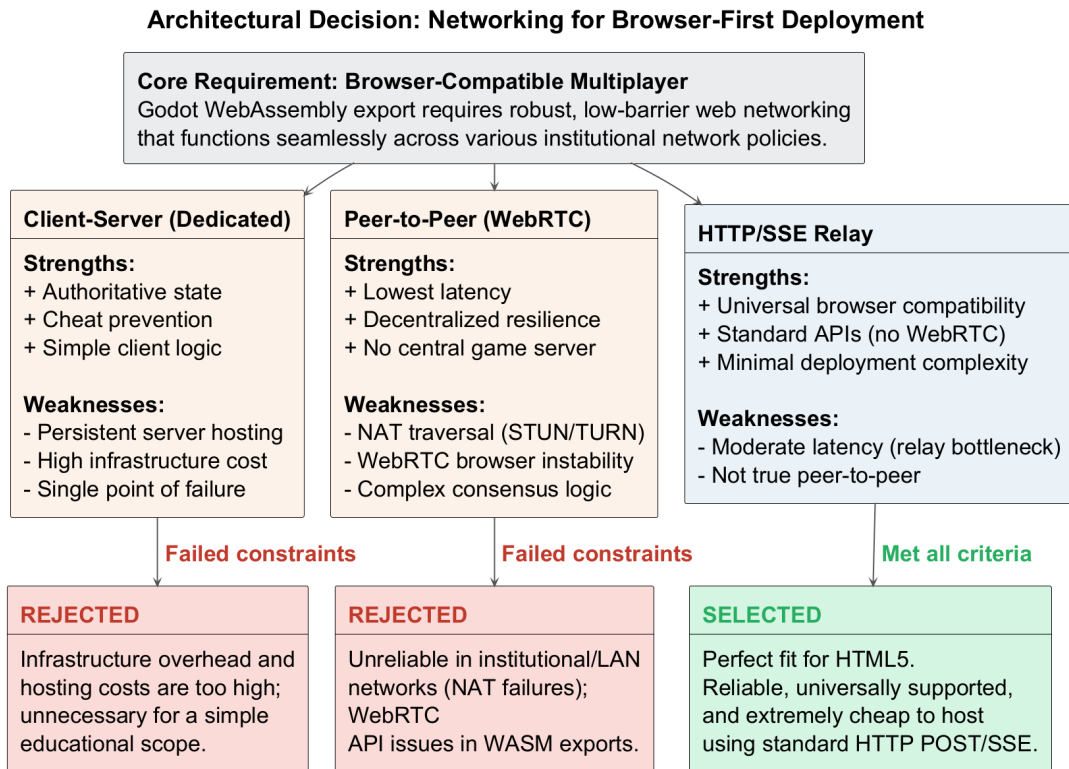 Architectural Decision: Networking for Browser-First Deployment
Core Requirement: Browser-Compatible Multiplayer
Godot WebAssembly export requires robust, low-barrier web networking
that functions seamlessly across various institutional network policies.
Client-Server (Dedicated)
Strengths:
+ Authoritative state
+ Cheat prevention
+ Simple client logic
Weaknesses:
- Persistent server hosting
- High infrastructure cost
- Single point of failure
Peer-to-Peer (WebRTC)
Strengths:
+ Lowest latency
+ Decentralized resilience
+ No central game server
Weaknesses:
- NAT traversal (STUN/TURN)
- WebRTC browser instability
- Complex consensus logic
HTTP/SSE Relay
Strengths:
+ Universal browser compatibility
+ Standard APIs (no WebRTC)
+ Minimal deployment complexity
Weaknesses:
- Moderate latency (relay bottleneck)
- Not true peer-to-peer
Failed constraints
Failed constraints
Met all criteria
REJECTED
Infrastructure overhead and
hosting costs are too high;
unnecessary for a simple
educational scope.
REJECTED
Unreliable in institutional/LAN
networks (NAT failures);
WebRTC
API issues in WASM exports.
SELECTED
Perfect fit for HTML5.
Reliable, universally supported,
and extremely cheap to host
using standard HTTP POST/SSE.